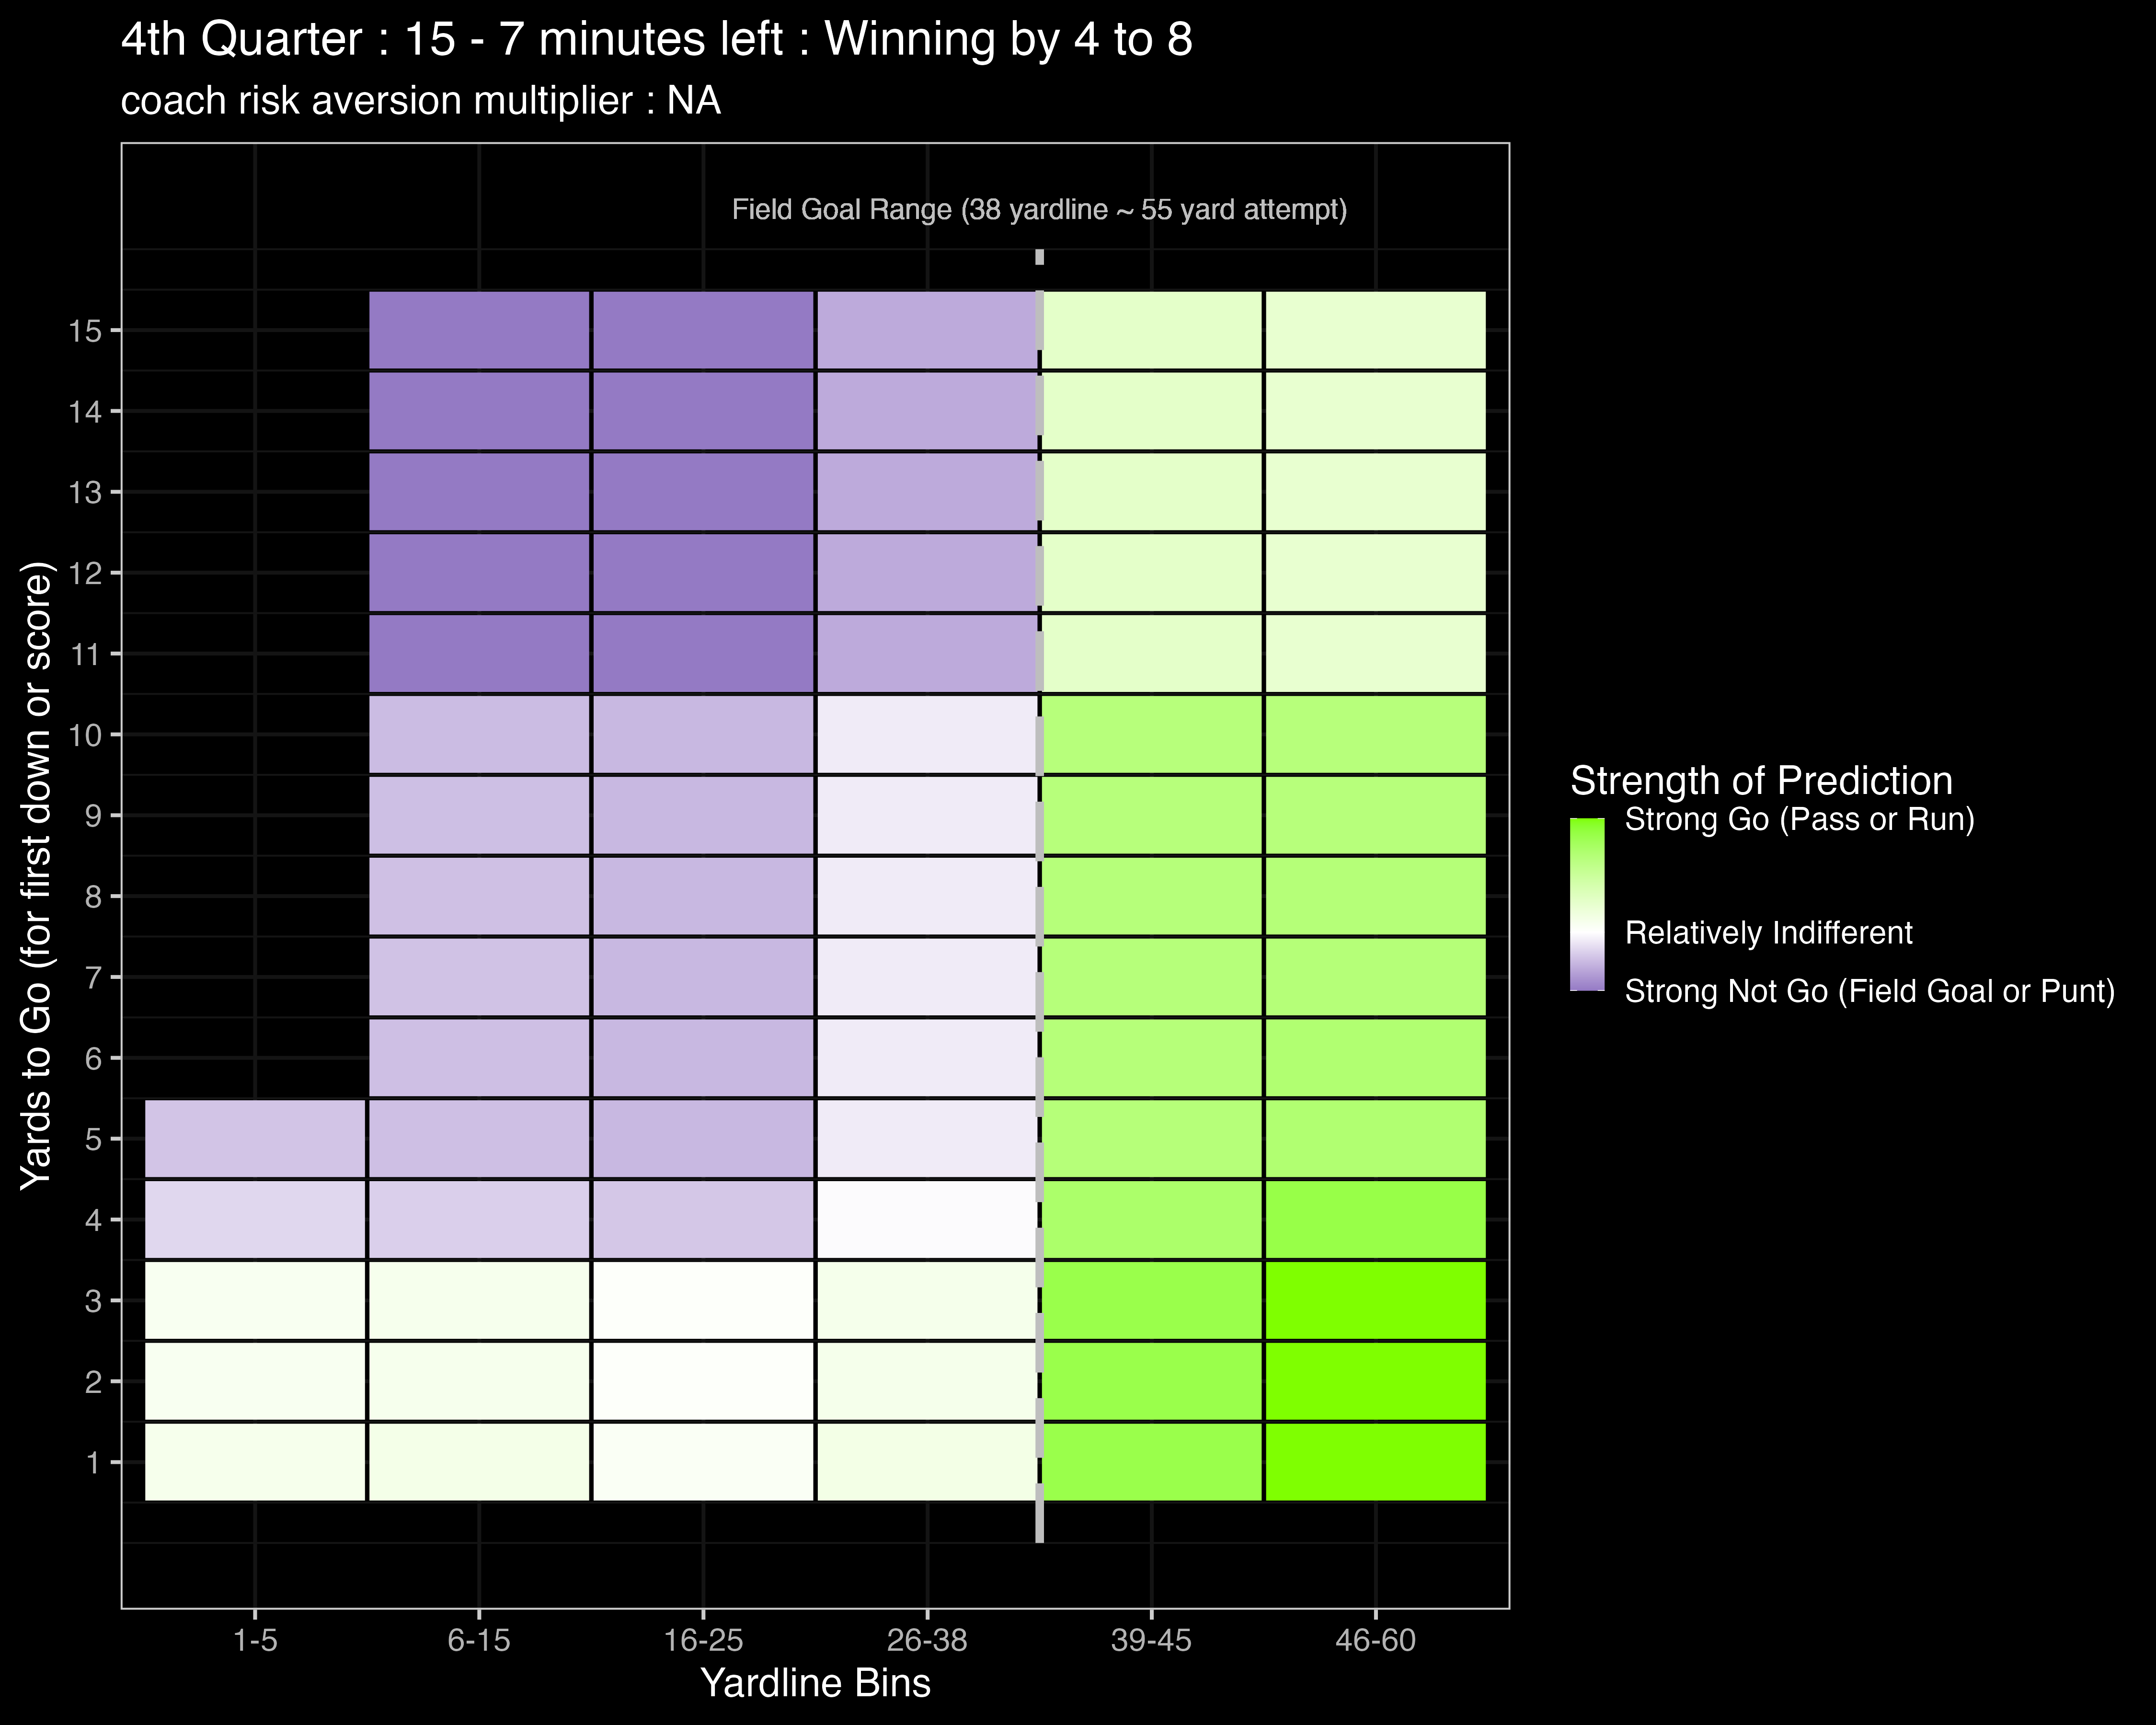 4th Quarter : 15 - 7 minutes left : Winning by 4 to 8
coach risk aversion multiplier : NA
Field Goal Range (38 yardline ~ 55 yard attempt)
Yards to Go (for first down or score)
15
14
13
12
11
10
9
8
7
6
5
4
3
2
1
1-5
6-15
16-25
26-38
39-45
46-60
Yardline Bins
Strength of Prediction
Strong Go (Pass or Run)
Relatively Indifferent
Strong Not Go (Field Goal or Punt)